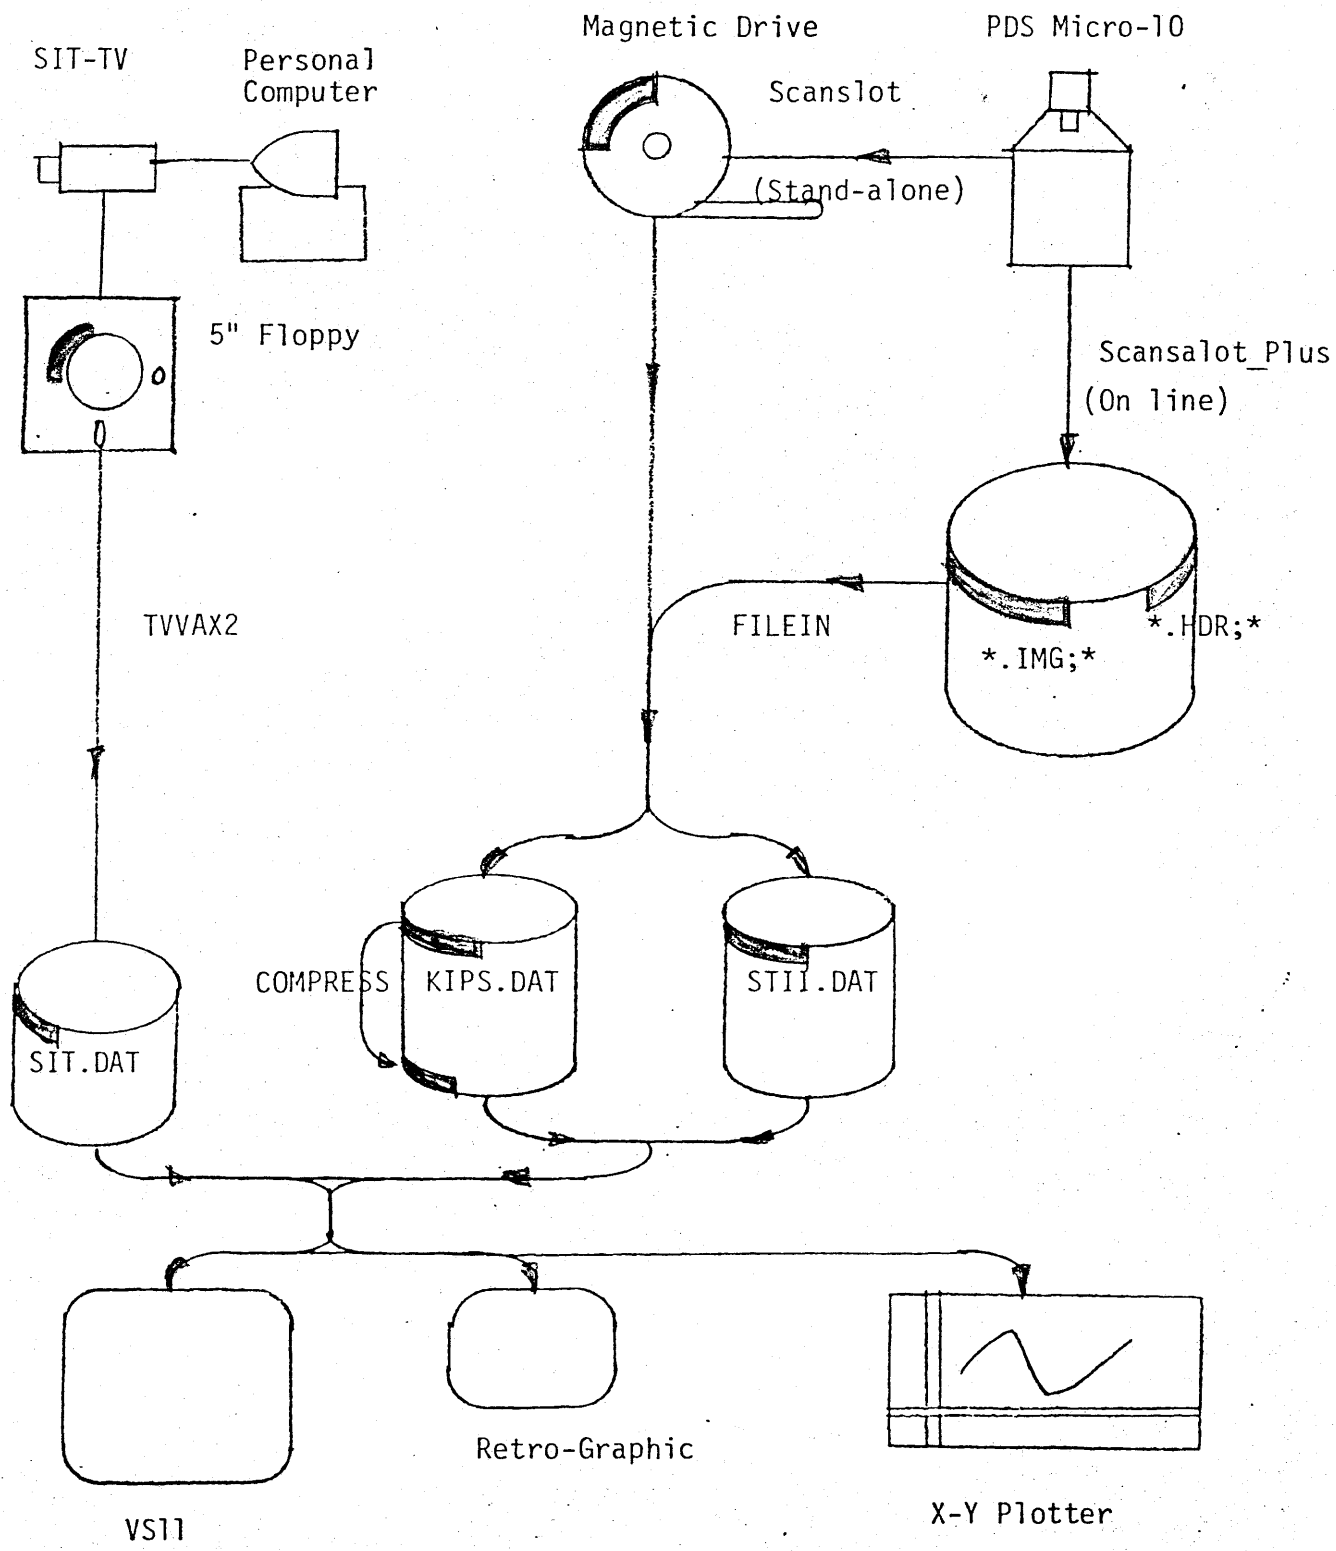 Magnetic Drive
PDS Micro-10
SIT-TV
Personal
Computer
Scanslot
(Stand-alone)
5" Floppy
Scansalot_Plus
(On line)
TVVAX2
FILEIN
*.HDR;*
*.IMG;*
COMPRESS
KIPS.DAT
STII.DAT
SIT.DAT
Retro-Graphic
X-Y Plotter
VS11